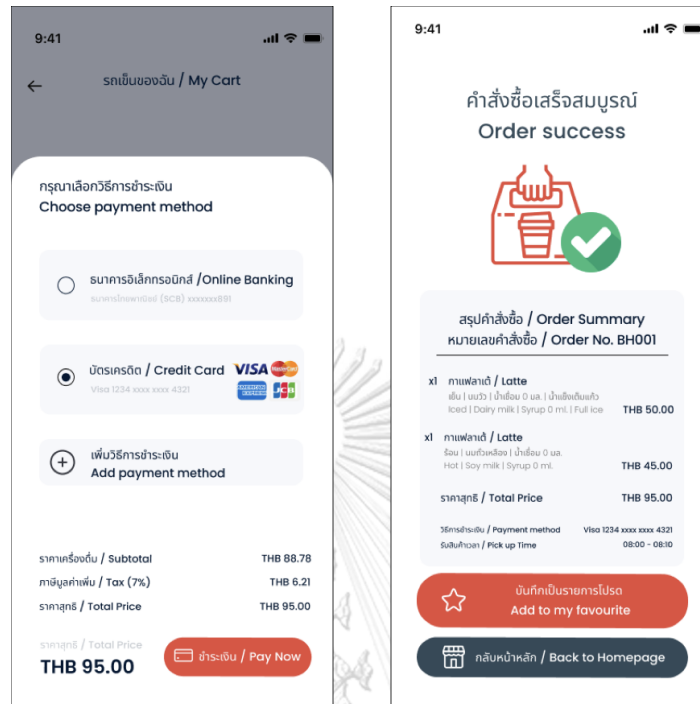 9:41
รถเข็นของฉัน / My Cart
กรุณาเลือกวิธีการชำระเงิน
Choose payment method
ธนาคารอิเล็กทรอนิกส์ /Online Banking
ธนาคารไทยพาณิชย์ (SCB) xxxxxxx891
บัตรเครดิต / Credit Card
VISA
MasterCard
AMERICAN EXPRESS
JCB
Visa 1234 xxxx xxxx 4321
เพิ่มวิธีการชำระเงิน
Add payment method
ราคาเครื่องดื่ม / Subtotal THB 88.78
ภาษีมูลค่าเพิ่ม / Tax (7%) THB 6.21
ราคาสุทธิ / Total Price THB 95.00
ราคาสุทธิ / Total Price
THB 95.00
ชำระเงิน / Pay Now
9:41
คำสั่งซื้อเสร็จสมบูรณ์
Order success
สรุปคำสั่งซื้อ / Order Summary
หมายเลขคำสั่งซื้อ / Order No. BH001
x1 กาแฟลาเต้ / Latte
เย็น | นมวัว | น้ำเชื่อม 0 มล. | น้ำแข็งเต็มแก้ว
Iced | Dairy milk | Syrup 0 ml. | Full ice THB 50.00
x1 กาแฟลาเต้ / Latte
ร้อน | นมถั่วเหลือง | น้ำเชื่อม 0 มล.
Hot | Soy milk | Syrup 0 ml. THB 45.00
ราคาสุทธิ / Total Price THB 95.00
วิธีการชำระเงิน / Payment method Visa 1234 xxxx xxxx 4321
รับสินค้าเวลา / Pick up Time 08:00 - 08:10
บันทึกเป็นรายการโปรด
Add to my favourite
กลับหน้าหลัก / Back to Homepage